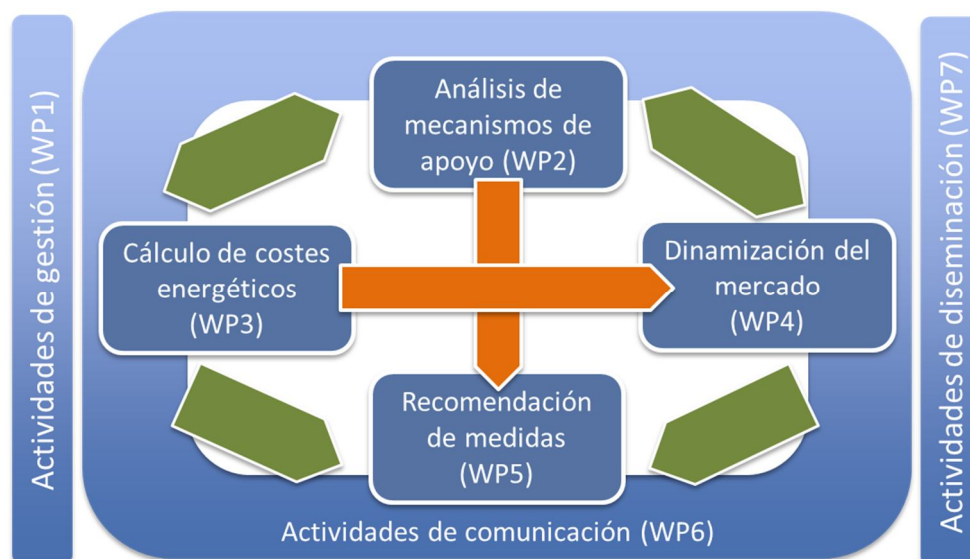 Actividades de gestión (WP1)
Análisis de
mecanismos de
apoyo (WP2)
Cálculo de costes
energéticos
(WP3)
Dinamización del
mercado
(WP4)
Recomendación
de medidas
(WP5)
Actividades de comunicación (WP6)
Actividades de diseminación (WP7)